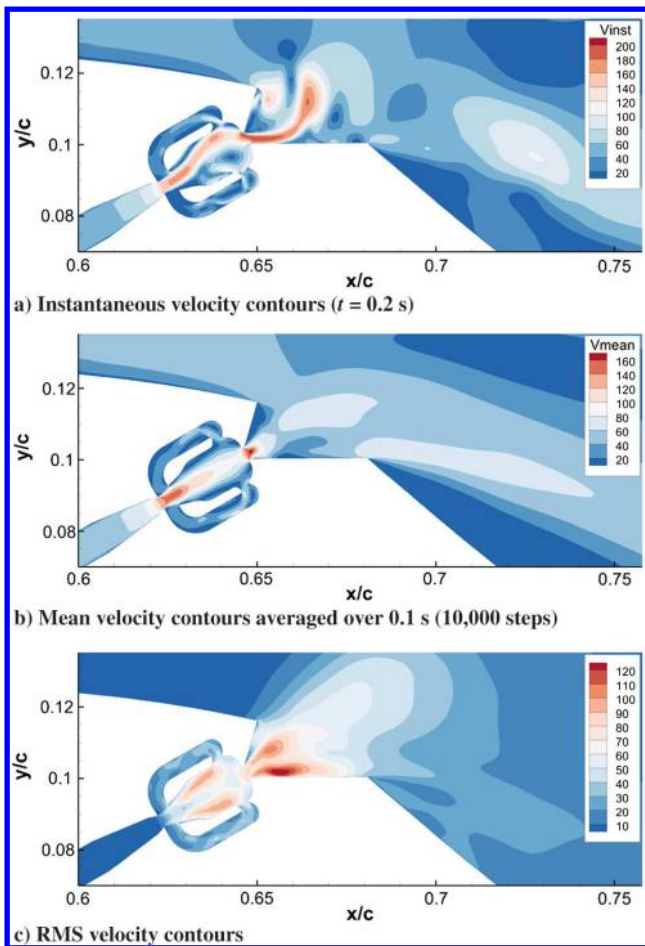 Vinst
200
180
160
140
120
100
80
60
40
20
y/c
0.12
0.1
0.08
0.6 0.65 0.7 0.75
x/c
a) Instantaneous velocity contours (t = 0.2 s)
Vmean
160
140
120
100
80
60
40
20
y/c
0.12
0.1
0.08
0.6 0.65 0.7 0.75
x/c
b) Mean velocity contours averaged over 0.1 s (10,000 steps)
120
110
100
90
80
70
60
50
40
30
20
10
y/c
0.12
0.1
0.08
0.6 0.65 0.7 0.75
x/c
c) RMS velocity contours